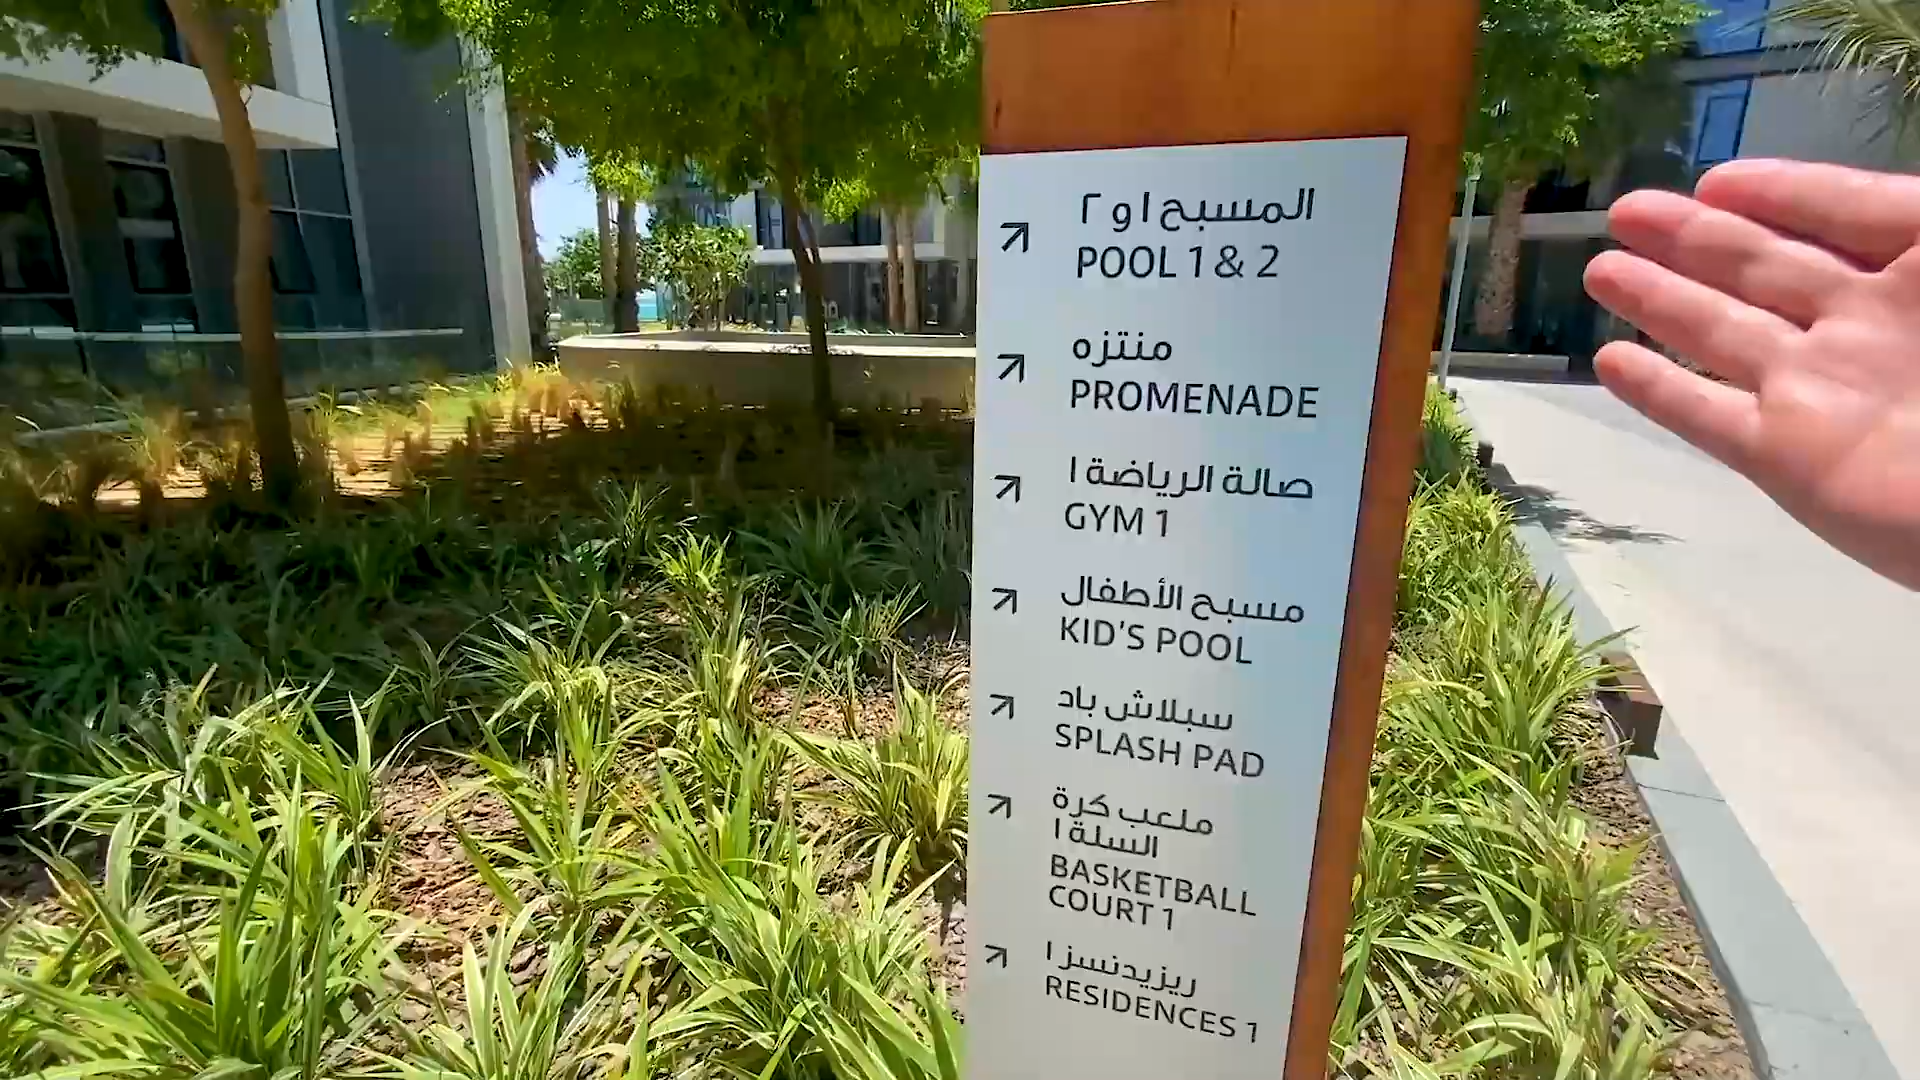 المسبح ١ و ٢
POOL 1 & 2
منتزه
PROMENADE
صالة الرياضة ١
GYM 1
مسبح الأطفال
KID'S POOL
سبلاش باد
SPLASH PAD
ملعب كرة
السلة ١
BASKETBALL
COURT 1
ريزيدنسز ١
RESIDENCES 1